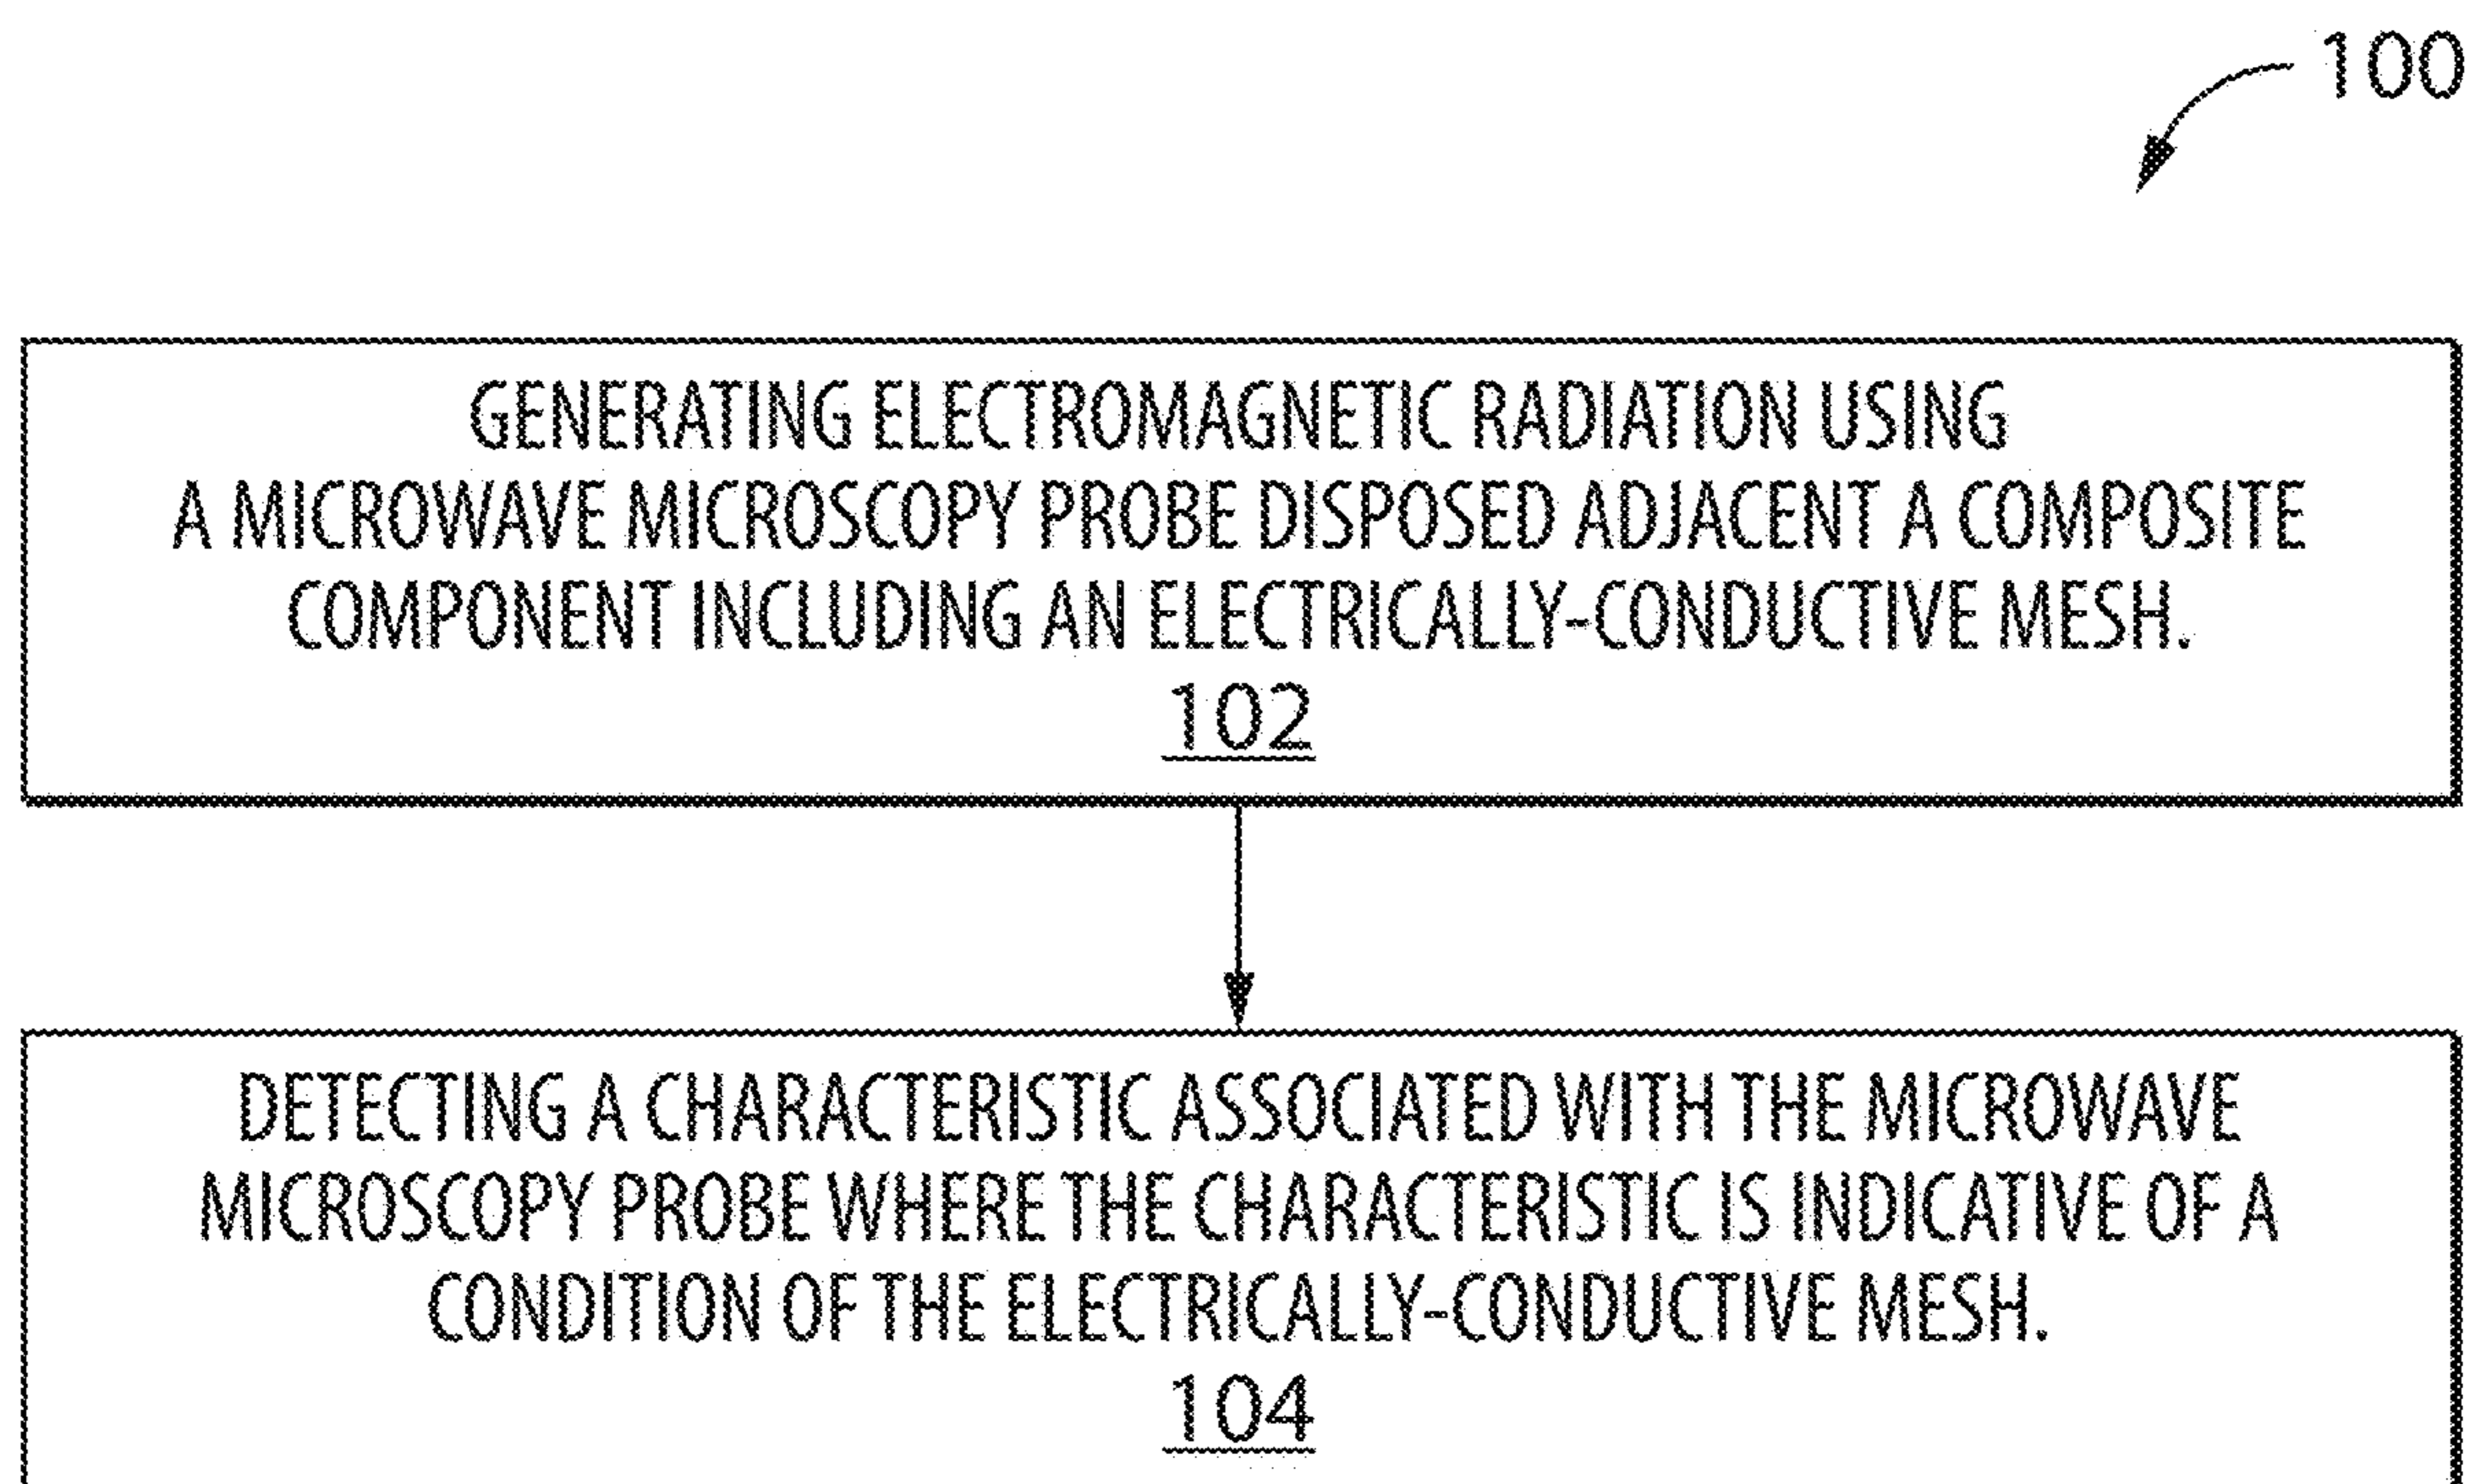 100
GENERATING ELECTROMAGNETIC RADIATION USING
A MICROWAVE MICROSCOPY PROBE DISPOSED ADJACENT A COMPOSITE
COMPONENT INCLUDING AN ELECTRICALLY-CONDUCTIVE MESH.
102
DETECTING A CHARACTERISTIC ASSOCIATED WITH THE MICROWAVE
MICROSCOPY PROBE WHERE THE CHARACTERISTIC IS INDICATIVE OF A
CONDITION OF THE ELECTRICALLY-CONDUCTIVE MESH.
104